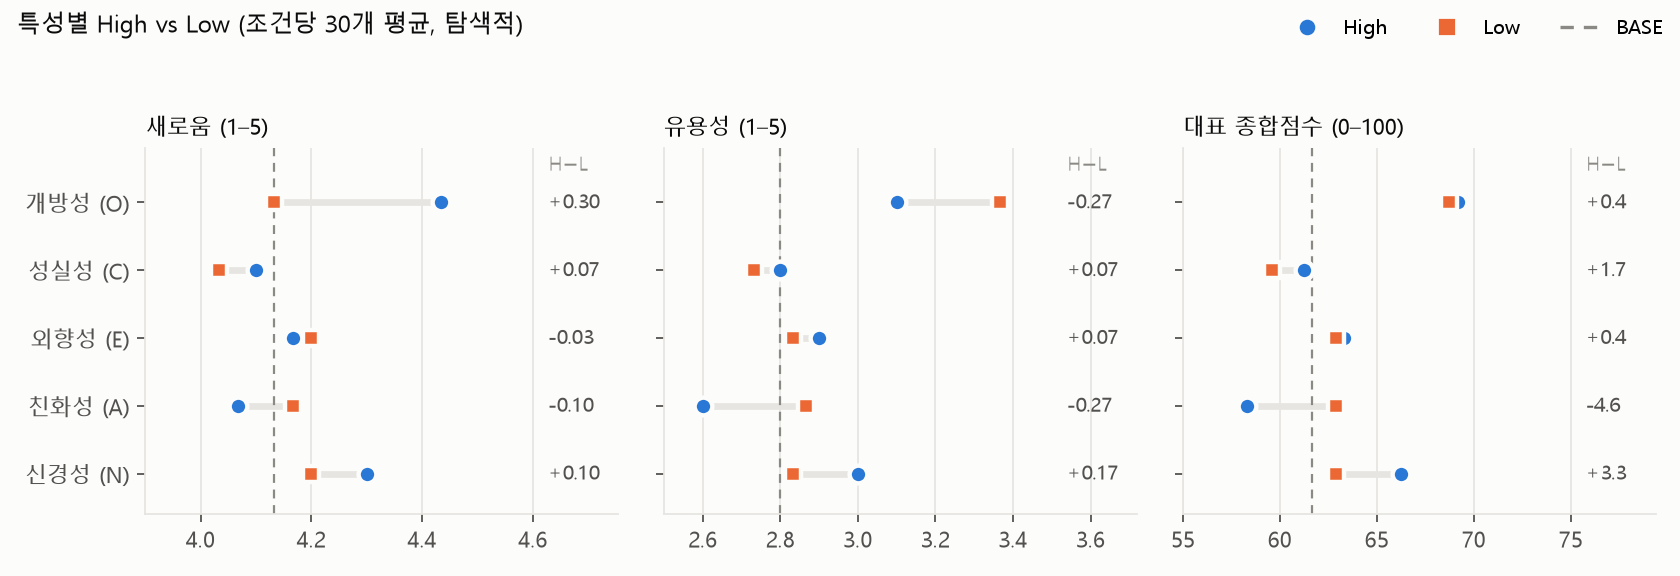 특성별 High vs Low (조건당 30개 평균, 탐색적)
High Low BASE
새로움 (1–5)
유용성 (1–5)
대표 종합점수 (0–100)
H−L H−L H−L
개방성 (O) +0.30 -0.27 +0.4
성실성 (C) +0.07 +0.07 +1.7
외향성 (E) -0.03 +0.07 +0.4
친화성 (A) -0.10 -0.27 -4.6
신경성 (N) +0.10 +0.17 +3.3
4.0 4.2 4.4 4.6
2.6 2.8 3.0 3.2 3.4 3.6
55 60 65 70 75